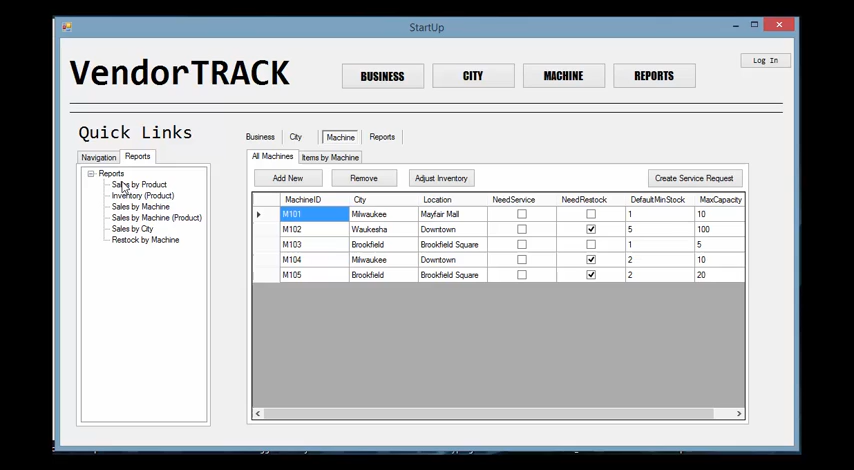 StartUp
VendorTRACK
BUSINESS CITY MACHINE REPORTS
Log In
Quick Links
Navigation Reports
Reports
Sales by Product
Inventory (Product)
Sales by Machine
Sales by Machine (Product)
Sales by City
Restock by Machine
Business City Machine Reports
All Machines Items by Machine
Add New Remove Adjust Inventory Create Service Request
MachineID City Location NeedService NeedRestock DefaultMinStock MaxCapacity
M101 Milwaukee Mayfair Mall 1 10
M102 Waukesha Downtown 5 100
M103 Brookfield Brookfield Square 1 5
M104 Milwaukee Downtown 2 10
M105 Brookfield Brookfield Square 2 20